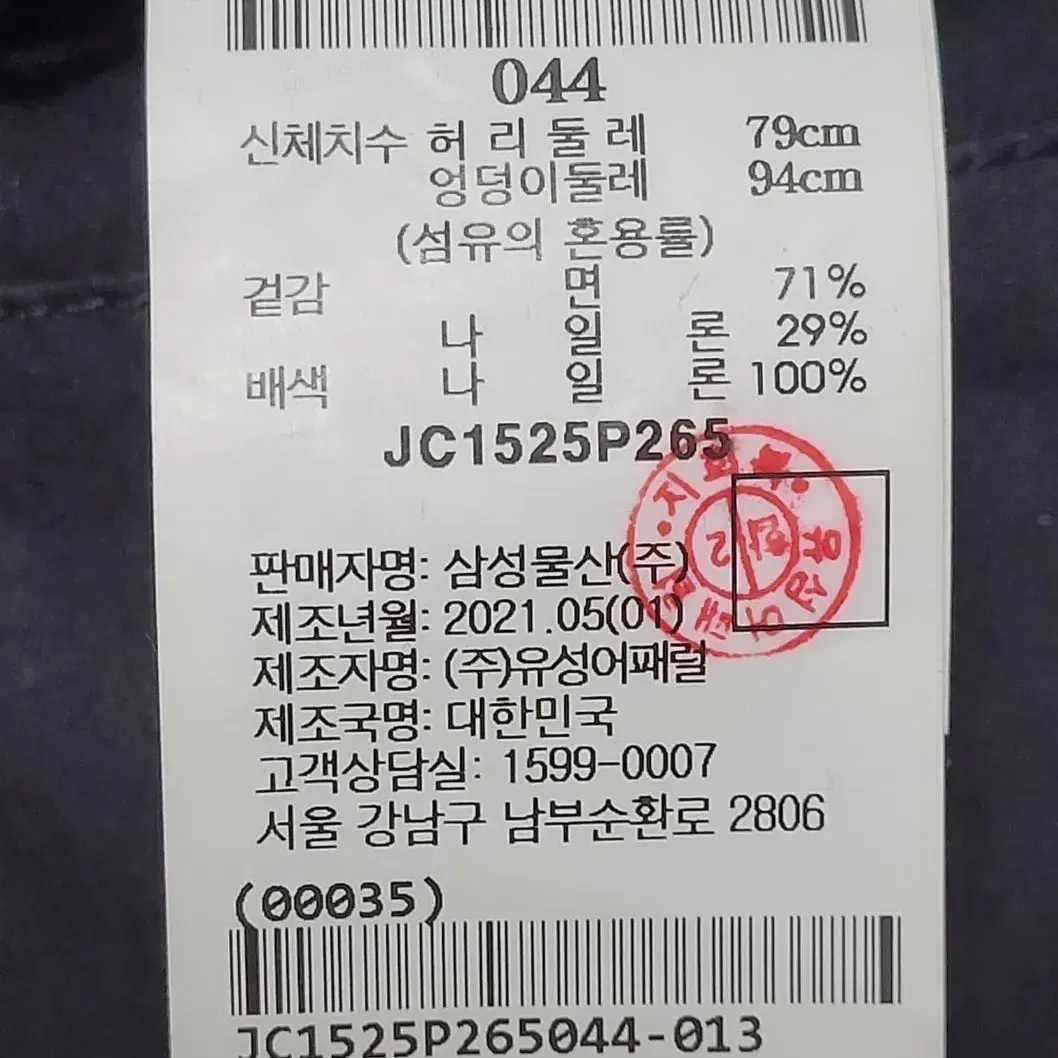 044
신체치수 허 리 둘 레 79cm
엉덩이둘레 94cm
(섬유의 혼용률)
겉감 면 71%
나 일 론 29%
배색 나 일 론 100%
JC1525P265
판매자명: 삼성물산(주)
제조년월: 2021.05(01)
제조자명: (주)유성어패럴
제조국명: 대한민국
고객상담실: 1599-0007
서울 강남구 남부순환로 2806
(00035)
JC1525P265044-013